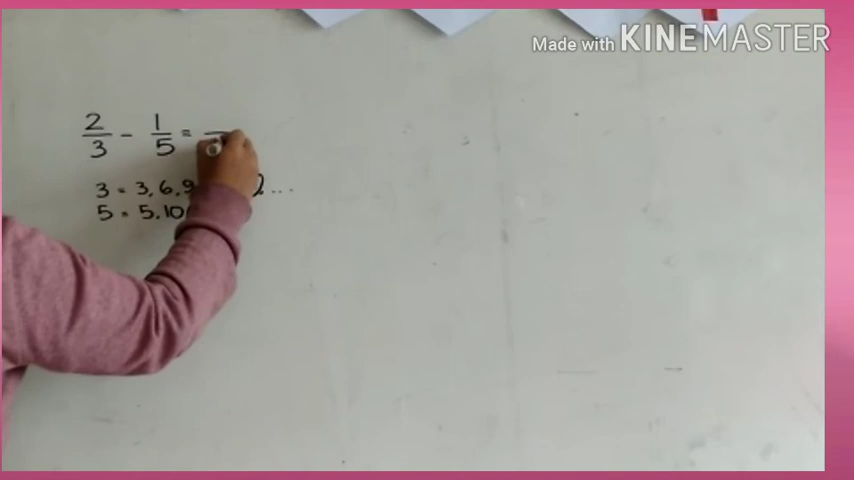 Made with KINEMASTER
2/3 - 1/5 =
3 = 3, 6, 9 ...
5 = 5, 10